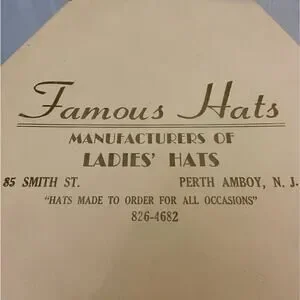 Famous Hats
MANUFACTURERS OF
LADIES' HATS
85 SMITH ST. PERTH AMBOY, N. J.
"HATS MADE TO ORDER FOR ALL OCCASIONS"
826-4682